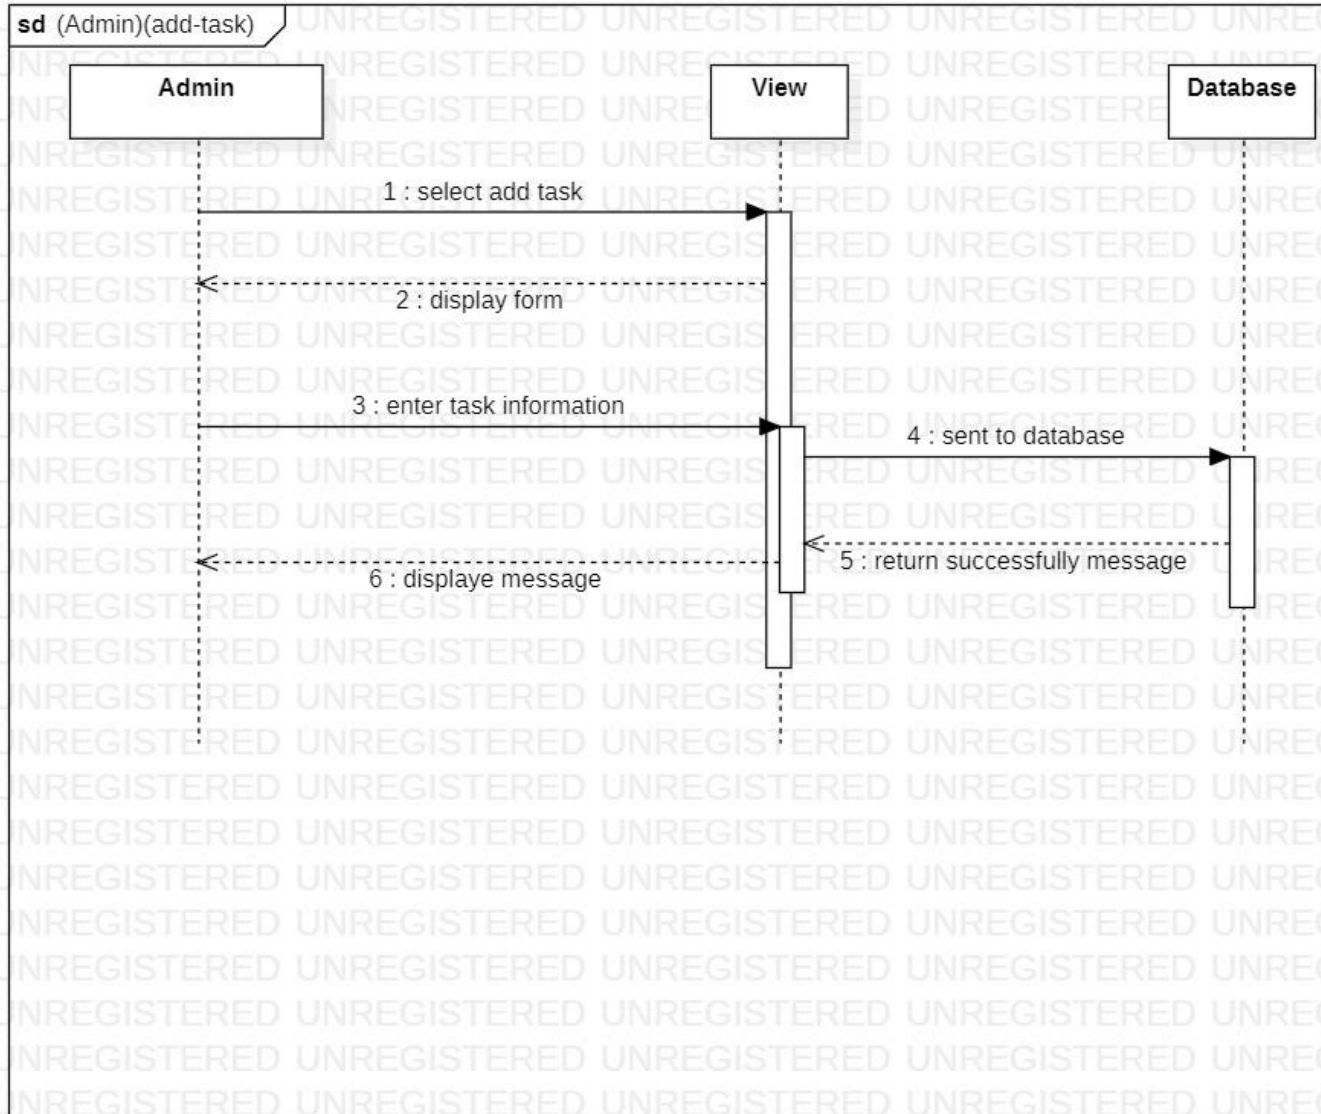 sd (Admin)(add-task)
Admin
View
Database
1 : select add task
2 : display form
3 : enter task information
4 : sent to database
5 : return successfully message
6 : displaye message
UNREGISTERED